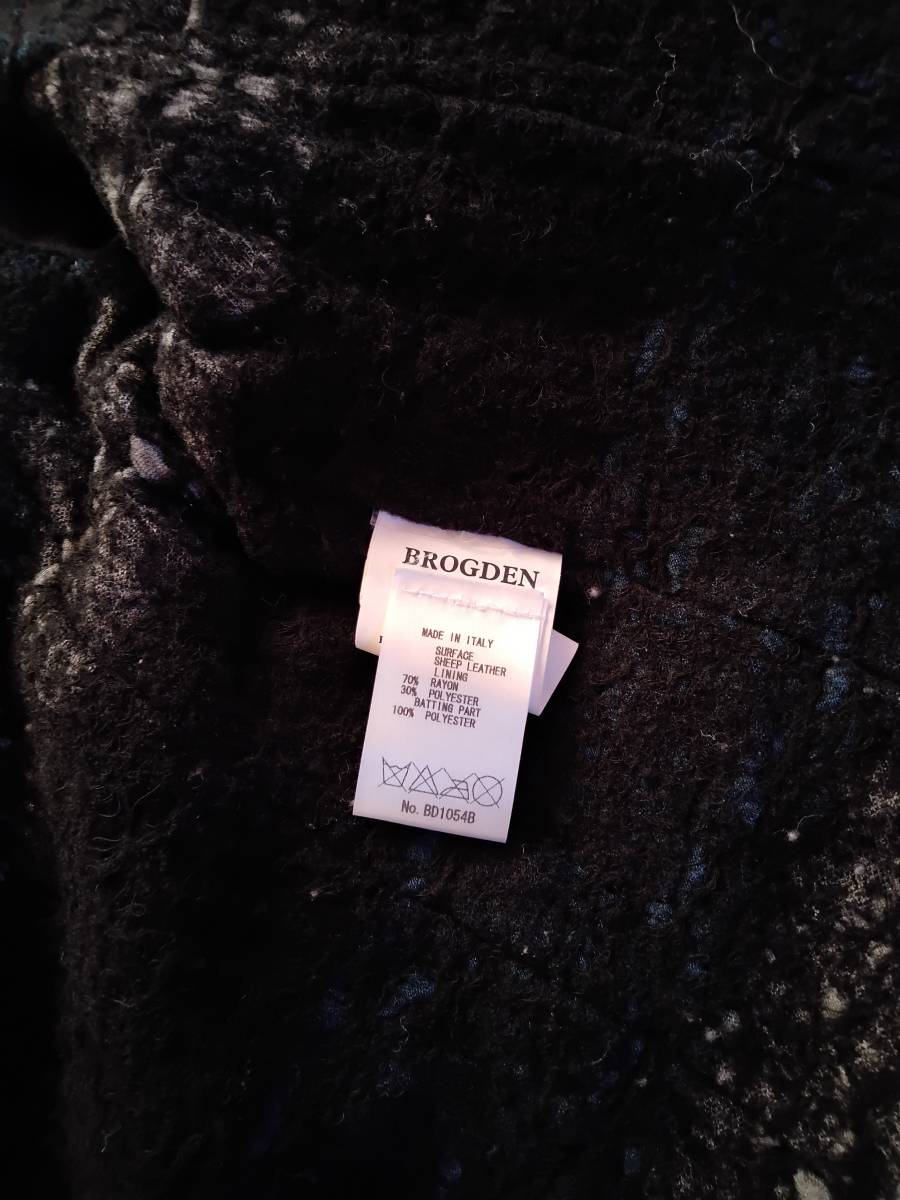 BROGDEN
MADE IN ITALY
SURFACE
SHEEP LEATHER
LINING
70% RAYON
30% POLYESTER
BATTING PART
100% POLYESTER
No. BD1054B